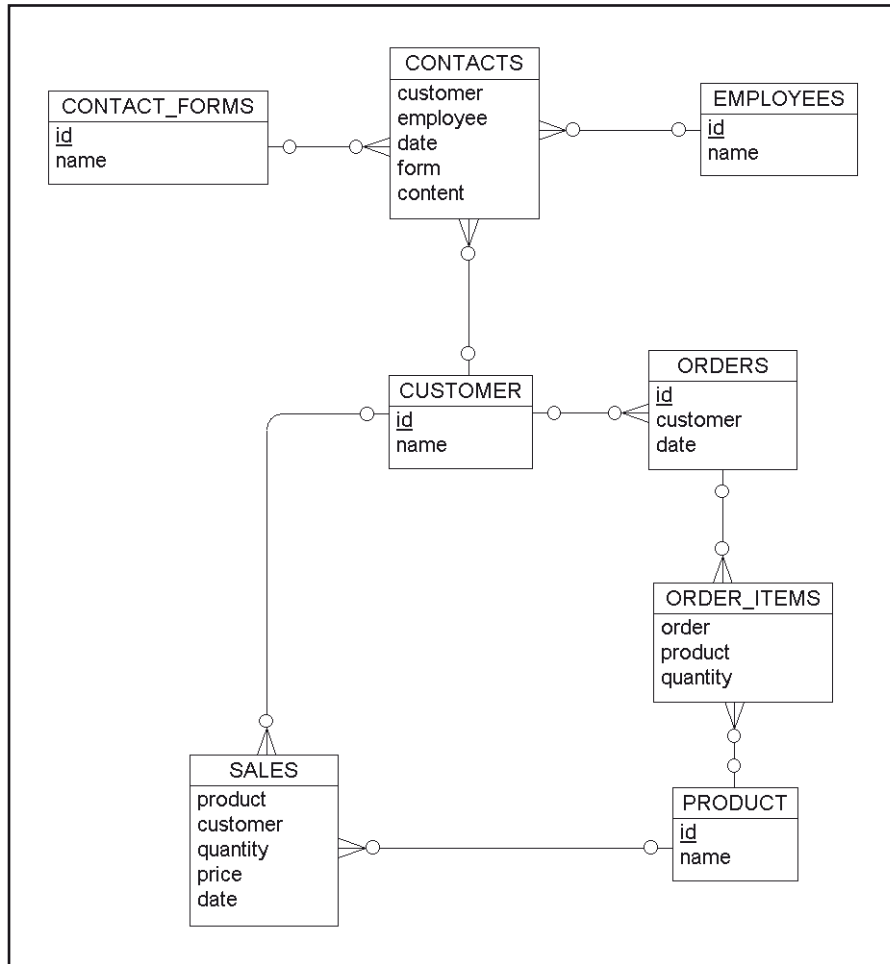 CONTACTS
customer
employee
date
form
content
CONTACT_FORMS
id
name
EMPLOYEES
id
name
CUSTOMER
id
name
ORDERS
id
customer
date
ORDER_ITEMS
order
product
quantity
SALES
product
customer
quantity
price
date
PRODUCT
id
name